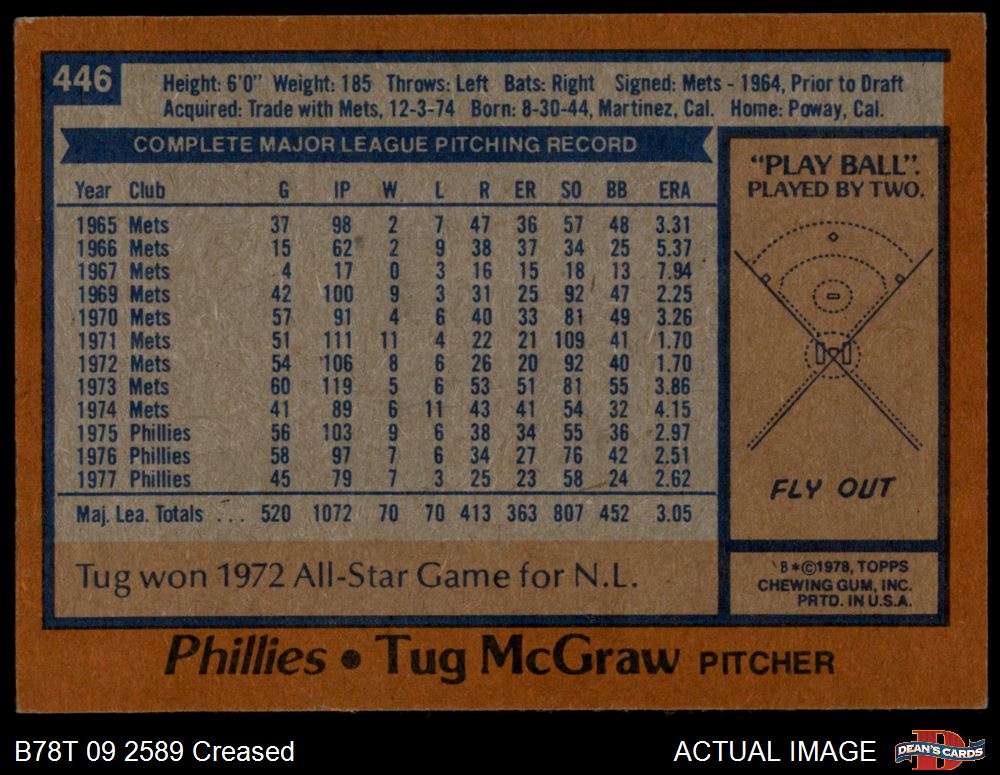 446
Height: 6'0" Weight: 185 Throws: Left Bats: Right Signed: Mets - 1964, Prior to Draft
Acquired: Trade with Mets, 12-3-74 Born: 8-30-44, Martinez, Cal. Home: Poway, Cal.
COMPLETE MAJOR LEAGUE PITCHING RECORD
Year Club G IP W L R ER SO BB ERA
1965 Mets 37 98 2 7 47 36 57 48 3.31
1966 Mets 15 62 2 9 38 37 34 25 5.37
1967 Mets 4 17 0 3 16 15 18 13 7.94
1969 Mets 42 100 9 3 31 25 92 47 2.25
1970 Mets 57 91 4 6 40 33 81 49 3.26
1971 Mets 51 111 11 4 22 21 109 41 1.70
1972 Mets 54 106 8 6 26 20 92 40 1.70
1973 Mets 60 119 5 6 53 51 81 55 3.86
1974 Mets 41 89 6 11 43 41 54 32 4.15
1975 Phillies 56 103 9 6 38 34 55 36 2.97
1976 Phillies 58 97 7 6 34 27 76 42 2.51
1977 Phillies 45 79 7 3 25 23 58 24 2.62
Maj. Lea. Totals ... 520 1072 70 70 413 363 807 452 3.05
Tug won 1972 All-Star Game for N.L.
"PLAY BALL".
PLAYED BY TWO.
FLY OUT
B*©1978, TOPPS
CHEWING GUM, INC.
PRTD. IN U.S.A.
Phillies • Tug McGraw PITCHER
B78T 09 2589 Creased
ACTUAL IMAGE
DEAN'S CARDS